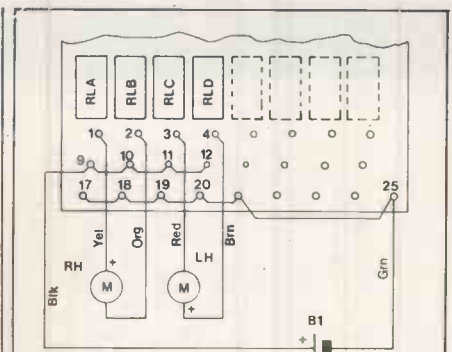 RLA RLB RLC RLD
1 2 3 4
9 10 11 12
17 18 19 20 25
Blk Yel Org Red Brn Grn
RH + M LH M +
B1
+